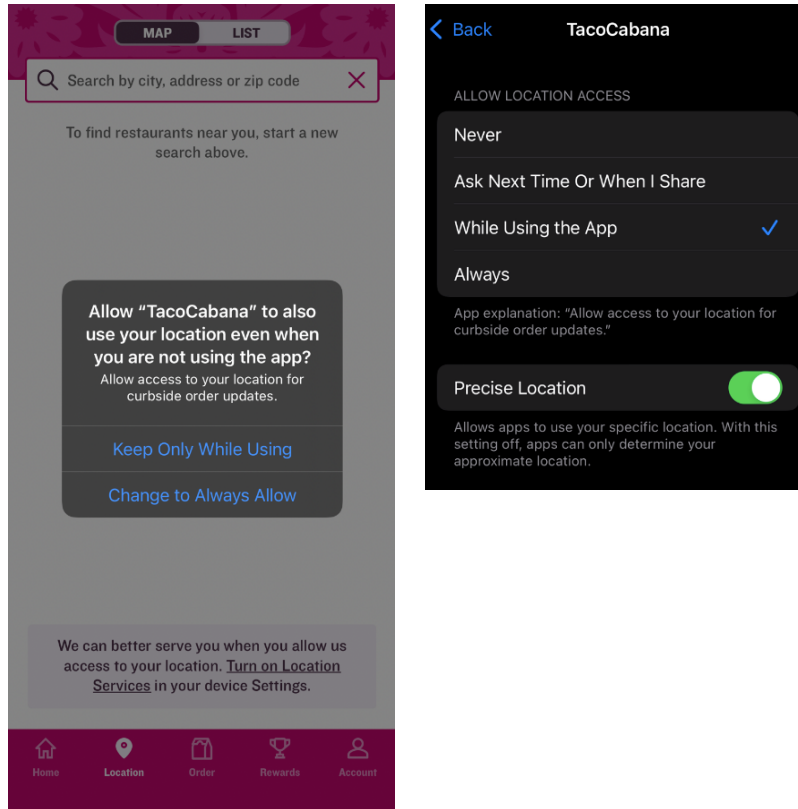 MAP
LIST
Search by city, address or zip code
To find restaurants near you, start a new
search above.
Allow “TacoCabana” to also
use your location even when
you are not using the app?
Allow access to your location for
curbside order updates.
Keep Only While Using
Change to Always Allow
We can better serve you when you allow us
access to your location. Turn on Location
Services in your device Settings.
Home
Location
Order
Rewards
Account
Back
TacoCabana
ALLOW LOCATION ACCESS
Never
Ask Next Time Or When I Share
While Using the App
Always
App explanation: “Allow access to your location for
curbside order updates.”
Precise Location
Allows apps to use your specific location. With this
setting off, apps can only determine your
approximate location.